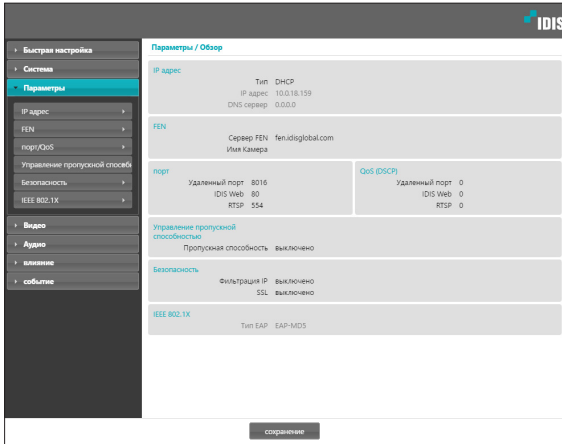 IDIS
Быстрая настройка
Система
Параметры
IP адрес
FEN
порт/QoS
Управление пропускной способн
Безопасность
IEEE 802.1X
Видео
Аудио
влияние
событие
Параметры / Обзор
IP адрес
Тип DHCP
IP адрес 10.0.18.159
DNS сервер 0.0.0.0
FEN
Сервер FEN fen.idisglobal.com
Имя Камера
порт
Удаленный порт 8016
IDIS Web 80
RTSP 554
QoS (DSCP)
Удаленный порт 0
IDIS Web 0
RTSP 0
Управление пропускной
способностью
Пропускная способность выключено
Безопасность
Фильтрация IP выключено
SSL выключено
IEEE 802.1X
Тип EAP EAP-MD5
сохранение